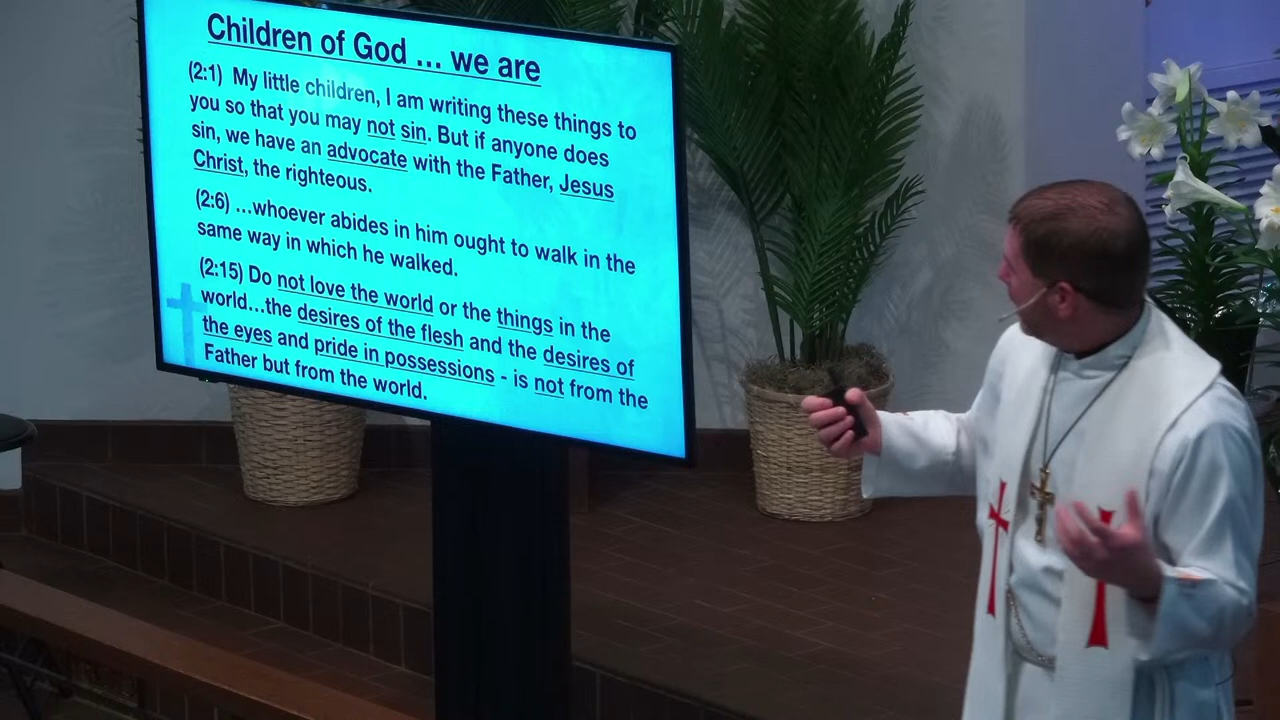 Children of God ... we are
(2:1) My little children, I am writing these things to
you so that you may not sin. But if anyone does
sin, we have an advocate with the Father, Jesus
Christ, the righteous.
(2:6) ...whoever abides in him ought to walk in the
same way in which he walked.
(2:15) Do not love the world or the things in the
world...the desires of the flesh and the desires of
the eyes and pride in possessions - is not from the
Father but from the world.